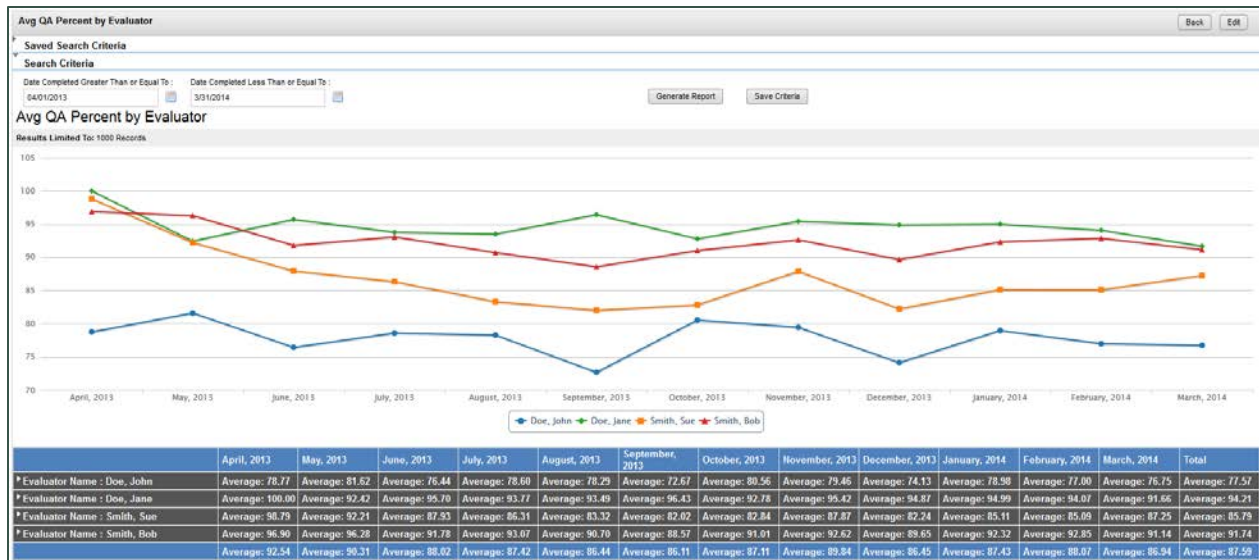 Avg QA Percent by Evaluator
Back Edit
Saved Search Criteria
Search Criteria
Date Completed Greater Than or Equal To : Date Completed Less Than or Equal To :
04/01/2013 3/31/2014 Generate Report Save Criteria
Avg QA Percent by Evaluator
Results Limited To: 1000 Records
105
100
95
90
85
80
75
70
April, 2013 May, 2013 June, 2013 July, 2013 August, 2013 September, 2013 October, 2013 November, 2013 December, 2013 January, 2014 February, 2014 March, 2014
Doe, John Doe, Jane Smith, Sue Smith, Bob
April, 2013 May, 2013 June, 2013 July, 2013 August, 2013 September, 2013 October, 2013 November, 2013 December, 2013 January, 2014 February, 2014 March, 2014 Total
Evaluator Name : Doe, John Average: 78.77 Average: 81.62 Average: 76.44 Average: 78.60 Average: 78.29 Average: 72.67 Average: 80.56 Average: 79.46 Average: 74.13 Average: 78.98 Average: 77.00 Average: 76.75 Average: 77.57
Evaluator Name : Doe, Jane Average: 100.00 Average: 92.42 Average: 95.70 Average: 93.77 Average: 93.49 Average: 96.43 Average: 92.78 Average: 95.42 Average: 94.87 Average: 94.99 Average: 94.07 Average: 91.66 Average: 94.21
Evaluator Name : Smith, Sue Average: 98.79 Average: 92.21 Average: 87.93 Average: 86.31 Average: 83.32 Average: 82.02 Average: 82.84 Average: 87.87 Average: 82.24 Average: 85.11 Average: 85.09 Average: 87.25 Average: 85.79
Evaluator Name : Smith, Bob Average: 96.90 Average: 96.28 Average: 91.78 Average: 93.07 Average: 90.70 Average: 88.57 Average: 91.01 Average: 92.62 Average: 89.65 Average: 92.32 Average: 92.85 Average: 91.14 Average: 91.74
Average: 92.54 Average: 90.31 Average: 88.02 Average: 87.42 Average: 86.44 Average: 86.11 Average: 87.11 Average: 89.84 Average: 86.45 Average: 87.43 Average: 88.07 Average: 86.94 Average: